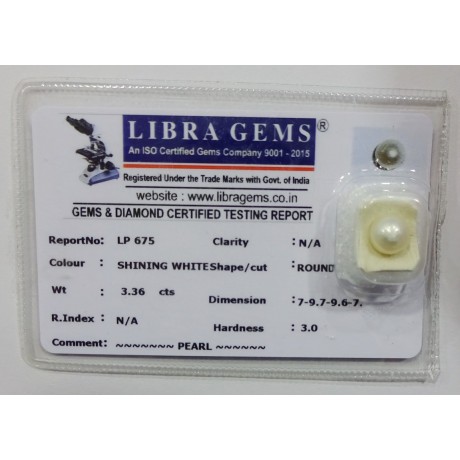 LIBRA GEMS®
An ISO Certified Gems Company 9001 - 2015
Registered Under the Trade Marks with Govt. of India
website : www.libragems.co.in
GEMS & DIAMOND CERTIFIED TESTING REPORT
ReportNo: LP 675 Clarity : N/A
Colour : SHINING WHITE Shape/cut : ROUND
Wt : 3.36 cts Dimension : 7-9.7-9.6-7.
R.Index : N/A Hardness : 3.0
Comment: ~~~~~~~ PEARL ~~~~~~